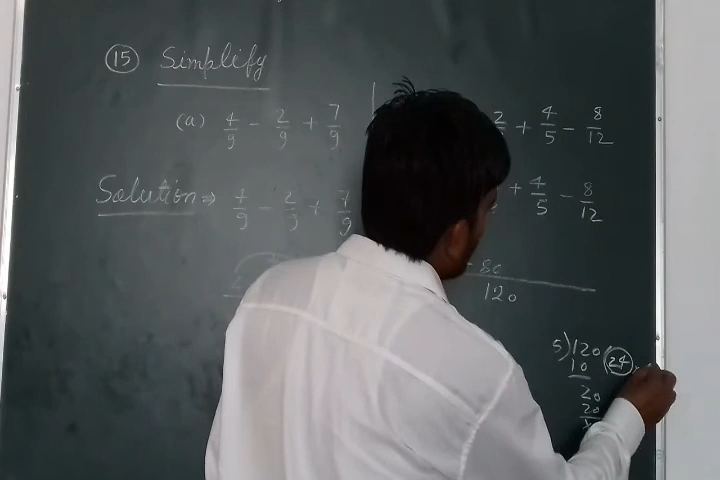 (15) Simplify
(a) 4/9 - 2/9 + 7/9
2/ + 4/5 - 8/12
Solution ⇒ 4/9 - 2/9 + 7/9
+ 4/5 - 8/12
80
120
5)120(24
10
20
20